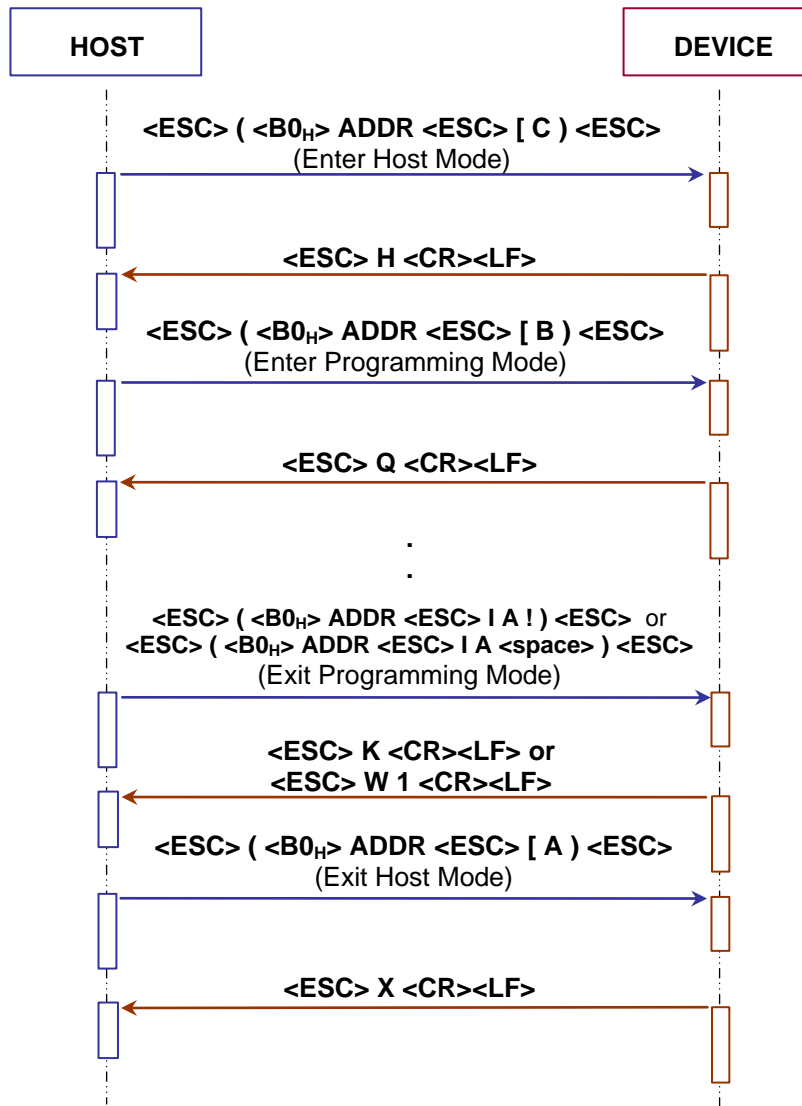 HOST DEVICE
<ESC> ( <B0H> ADDR <ESC> [ C ) <ESC>
(Enter Host Mode)
<ESC> H <CR><LF>
<ESC> ( <B0H> ADDR <ESC> [ B ) <ESC>
(Enter Programming Mode)
<ESC> Q <CR><LF>
.
.
<ESC> ( <B0H> ADDR <ESC> I A ! ) <ESC> or
<ESC> ( <B0H> ADDR <ESC> I A <space> ) <ESC>
(Exit Programming Mode)
<ESC> K <CR><LF> or
<ESC> W 1 <CR><LF>
<ESC> ( <B0H> ADDR <ESC> [ A ) <ESC>
(Exit Host Mode)
<ESC> X <CR><LF>